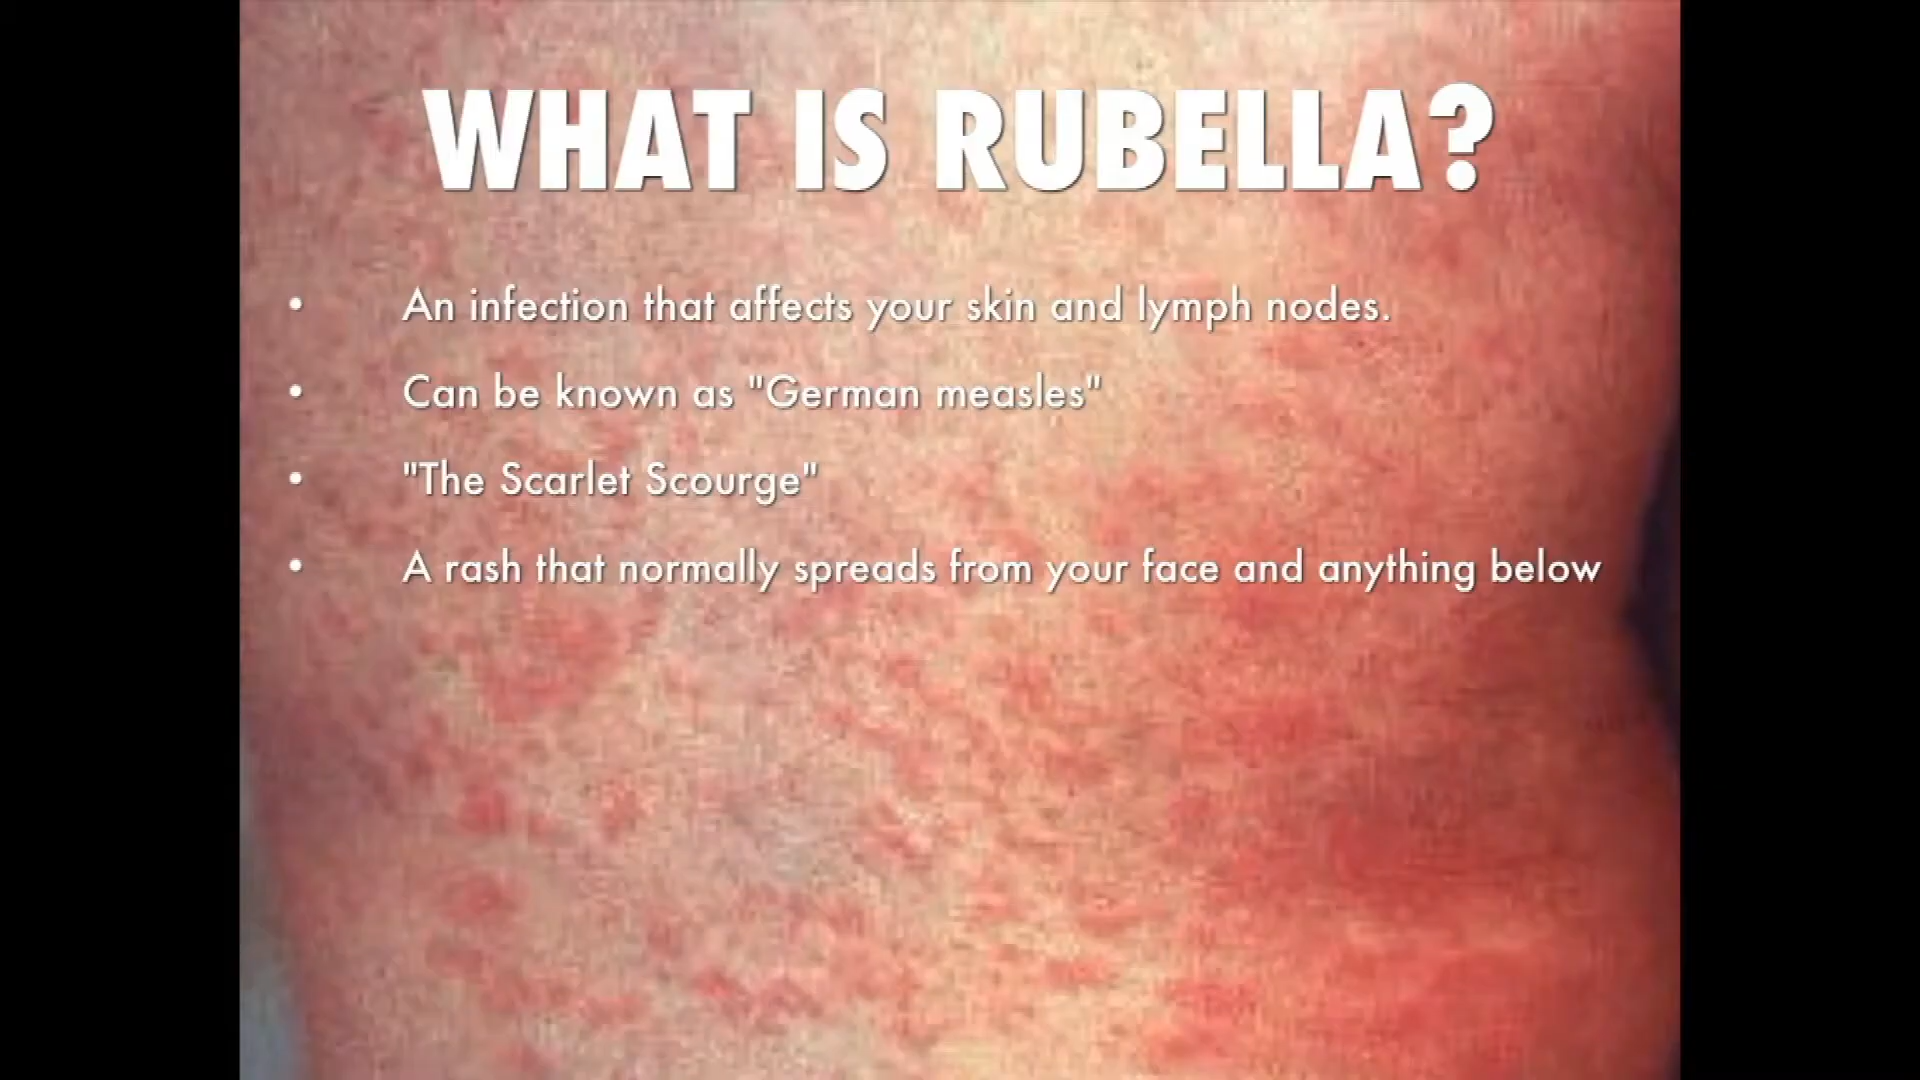 WHAT IS RUBELLA?
• An infection that affects your skin and lymph nodes.
• Can be known as "German measles"
• "The Scarlet Scourge"
• A rash that normally spreads from your face and anything below